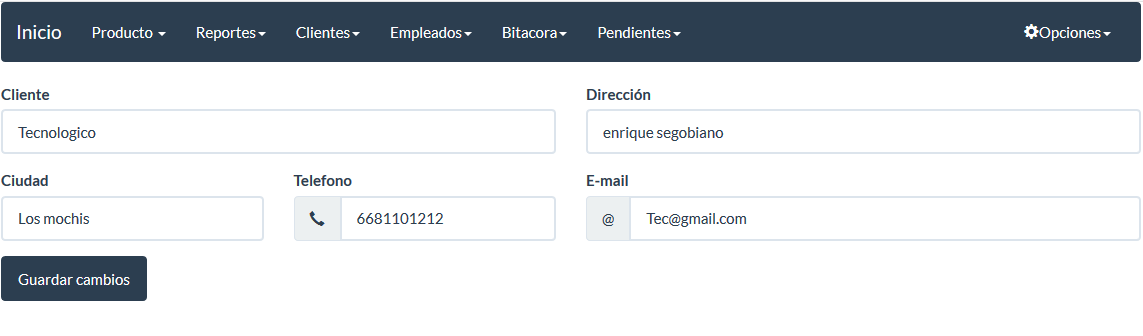 Inicio Producto Reportes Clientes Empleados Bitacora Pendientes Opciones
Cliente Dirección
Tecnologico enrique segobiano
Ciudad Telefono E-mail
Los mochis 6681101212 @ Tec@gmail.com
Guardar cambios